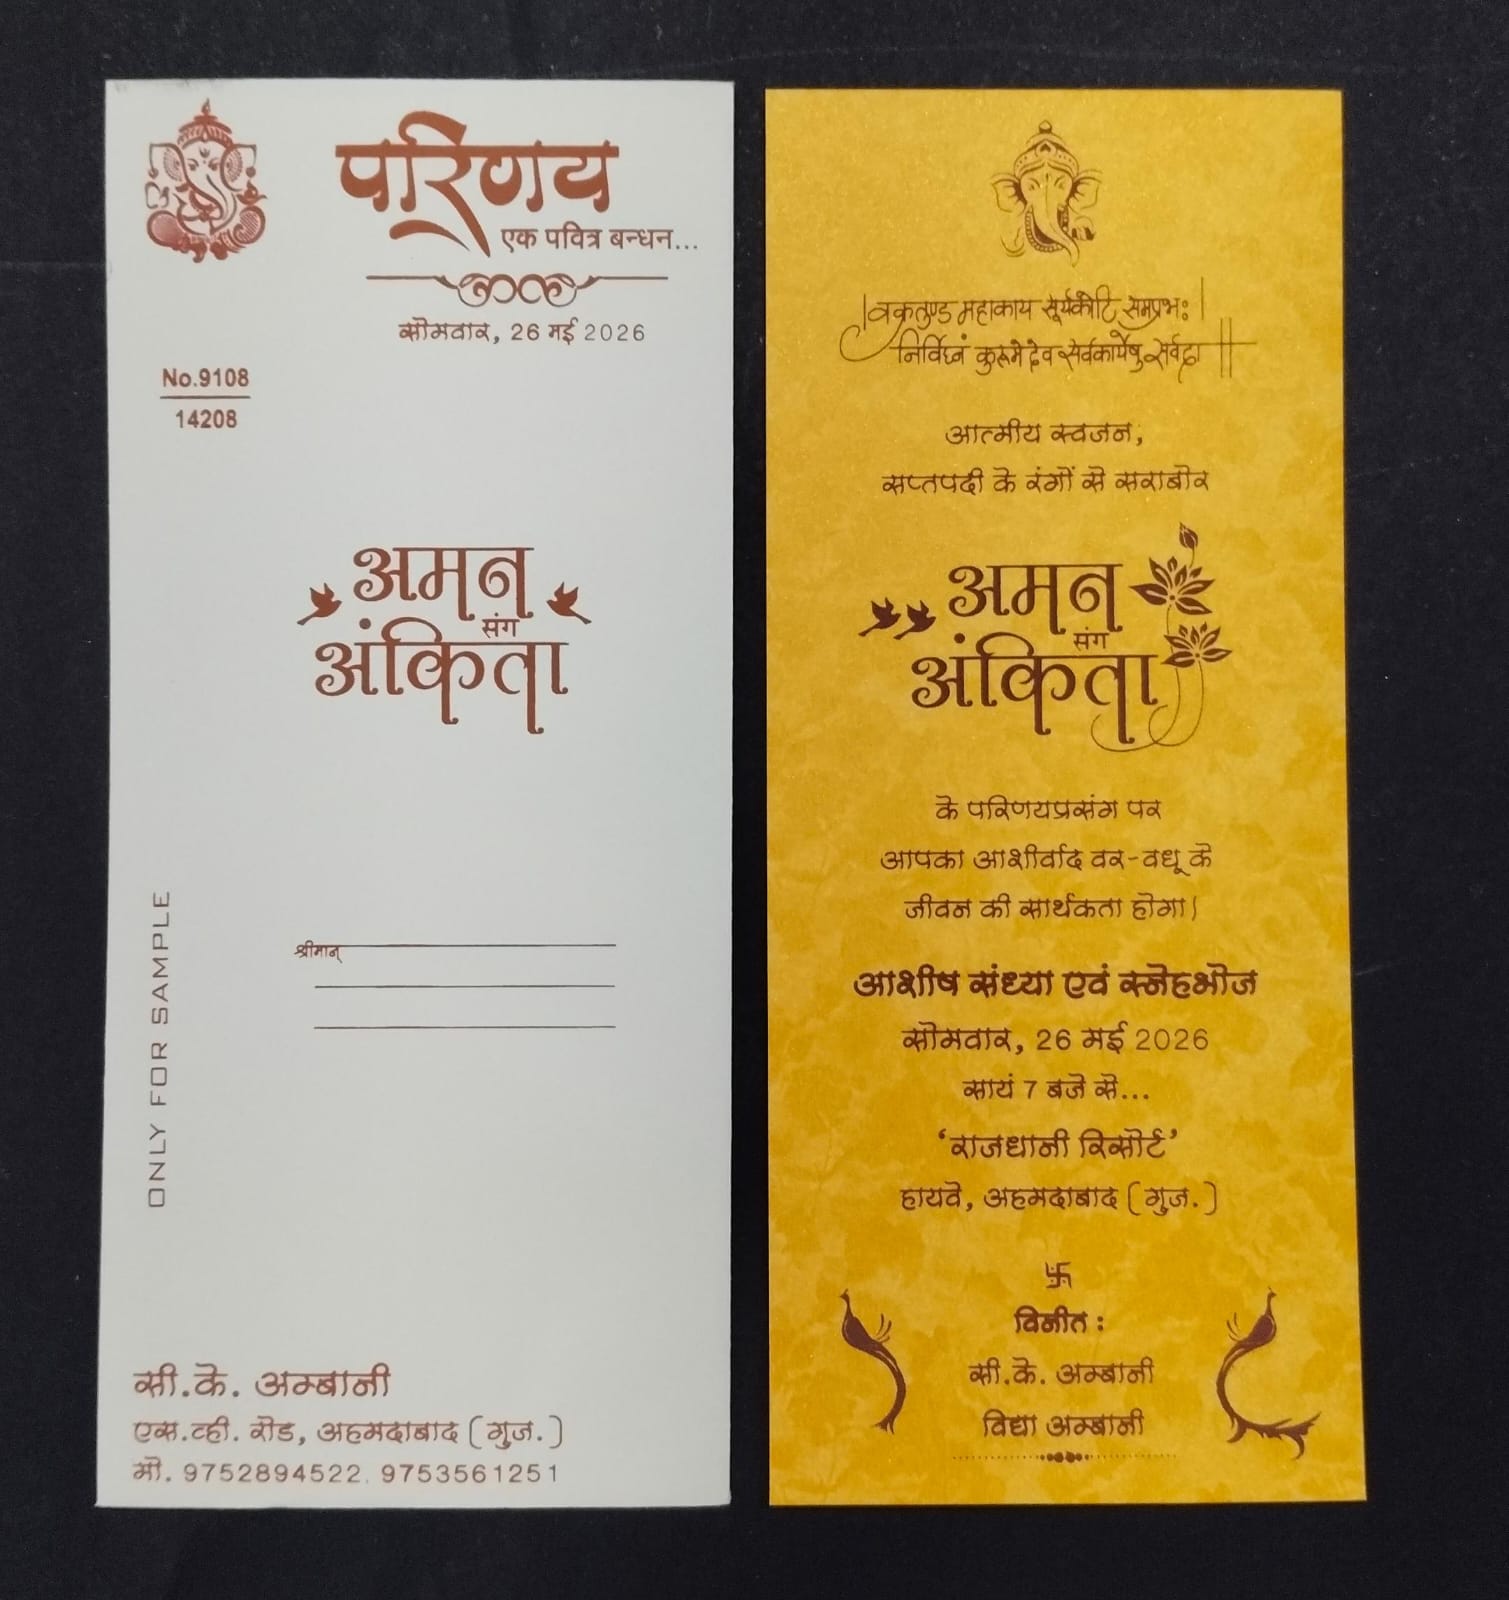 परिणय
एक पवित्र बन्धन...
सोमवार, 26 मई 2026
No.9108
14208
अमन
संग
अंकिता
ONLY FOR SAMPLE
श्रीमान्
सी.के. अम्बानी
एस.व्ही. रोड, अहमदाबाद (गुज.)
मो. 9752894522, 9753561251
।वक्रतुण्ड महाकाय सूर्यकोटि समप्रभः।
निर्विघ्नं कुरूमे देव सर्वकार्येषु सर्वदा॥
आत्मीय स्वजन,
सप्तपदी के रंगों से सराबोर
अमन
संग
अंकिता
के परिणयप्रसंग पर
आपका आशीर्वाद वर-वधू के
जीवन की सार्थकता होगा।
आशीष संध्या एवं स्नेहभोज
सोमवार, 26 मई 2026
सायं 7 बजे से...
‘राजधानी रिसोर्ट’
हायवे, अहमदाबाद (गुज.)
卐
विनीत :
सी.के. अम्बानी
विद्या अम्बानी